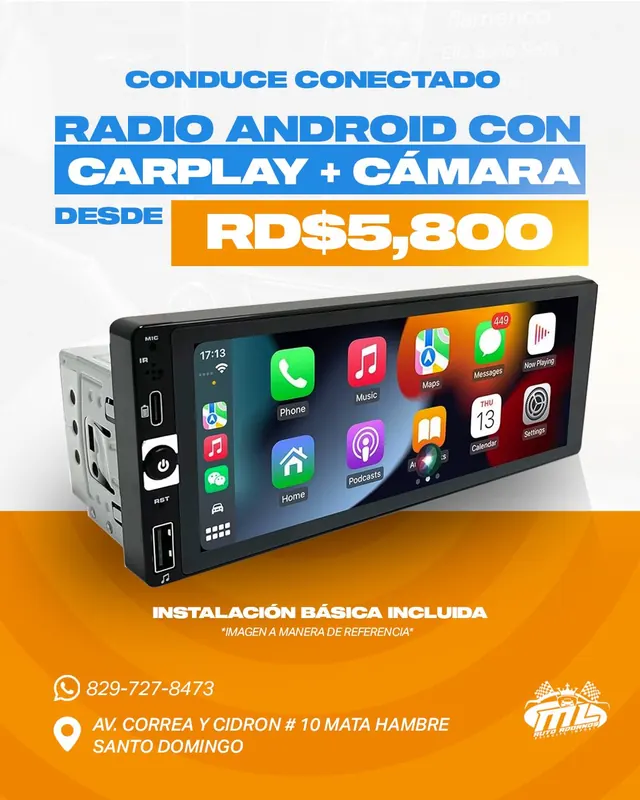 CONDUCE CONECTADO
RADIO ANDROID CON
CARPLAY + CÁMARA
DESDE
RD$5,800
MIC
IR
RST
17:13
Phone
Music
Maps
449
Messages
Now Playing
Home
Podcasts
THU
13
Calendar
Settings
INSTALACIÓN BÁSICA INCLUIDA
*IMAGEN A MANERA DE REFERENCIA*
829-727-8473
AV. CORREA Y CIDRON # 10 MATA HAMBRE
SANTO DOMINGO
ML
AUTO ADORNOS